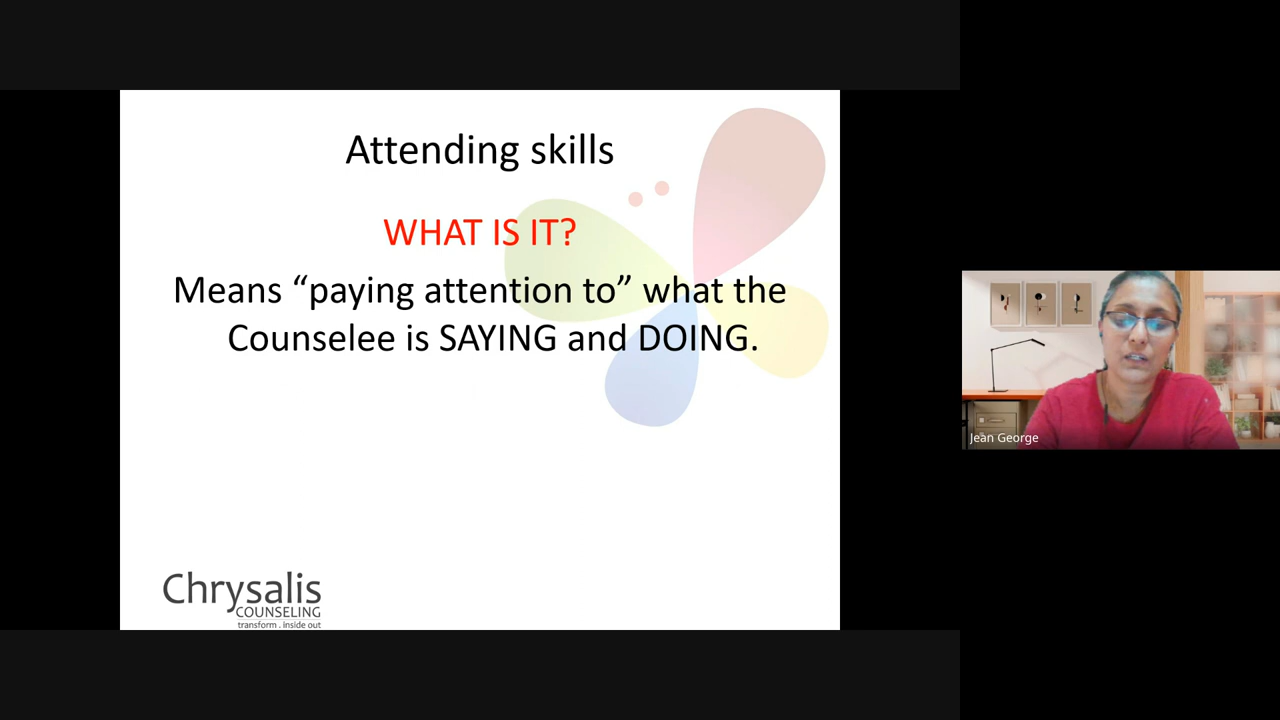 Attending skills
WHAT IS IT?
Means “paying attention to” what the
Counselee is SAYING and DOING.
Chrysalis
COUNSELING
transform . inside out
Jean George